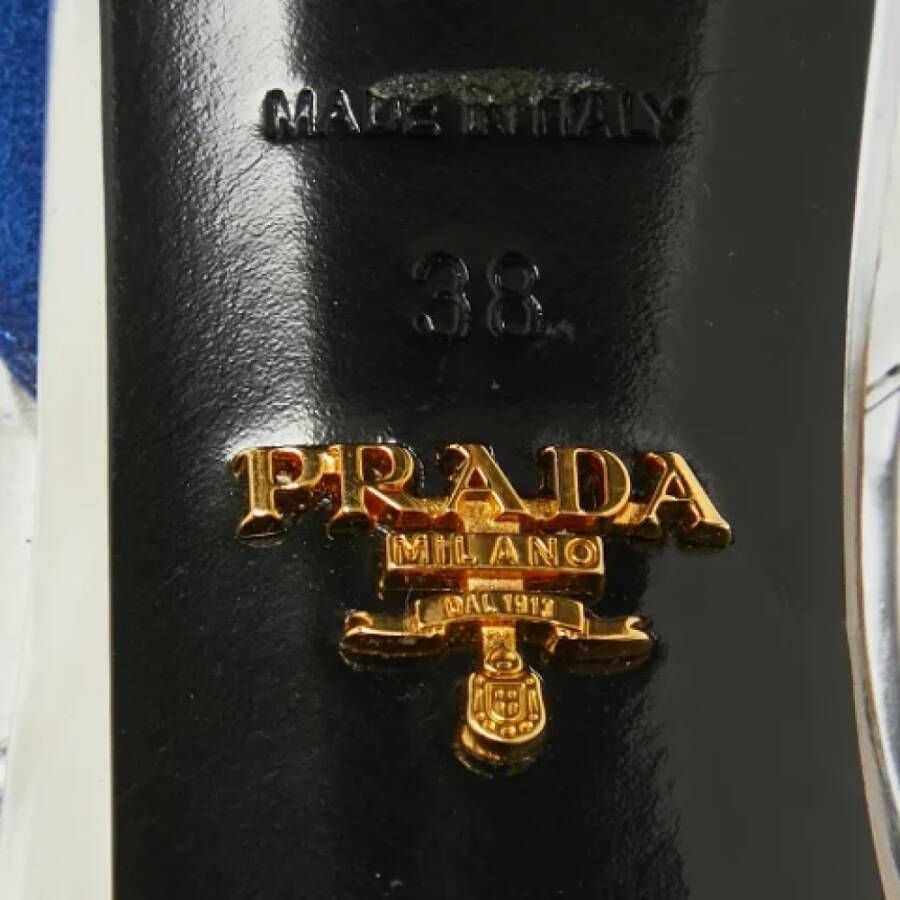 MADE IN ITALY
38
PRADA
MILANO
DAL 1913